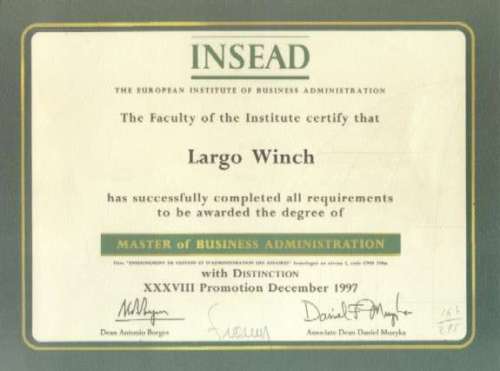 INSEAD
THE EUROPEAN INSTITUTE OF BUSINESS ADMINISTRATION
The Faculty of the Institute certify that
Largo Winch
has successfully completed all requirements
to be awarded the degree of
MASTER of BUSINESS ADMINISTRATION
with DISTINCTION
XXXVIII Promotion December 1997
Dean Antonio Borges
Associate Dean Daniel Muzyka